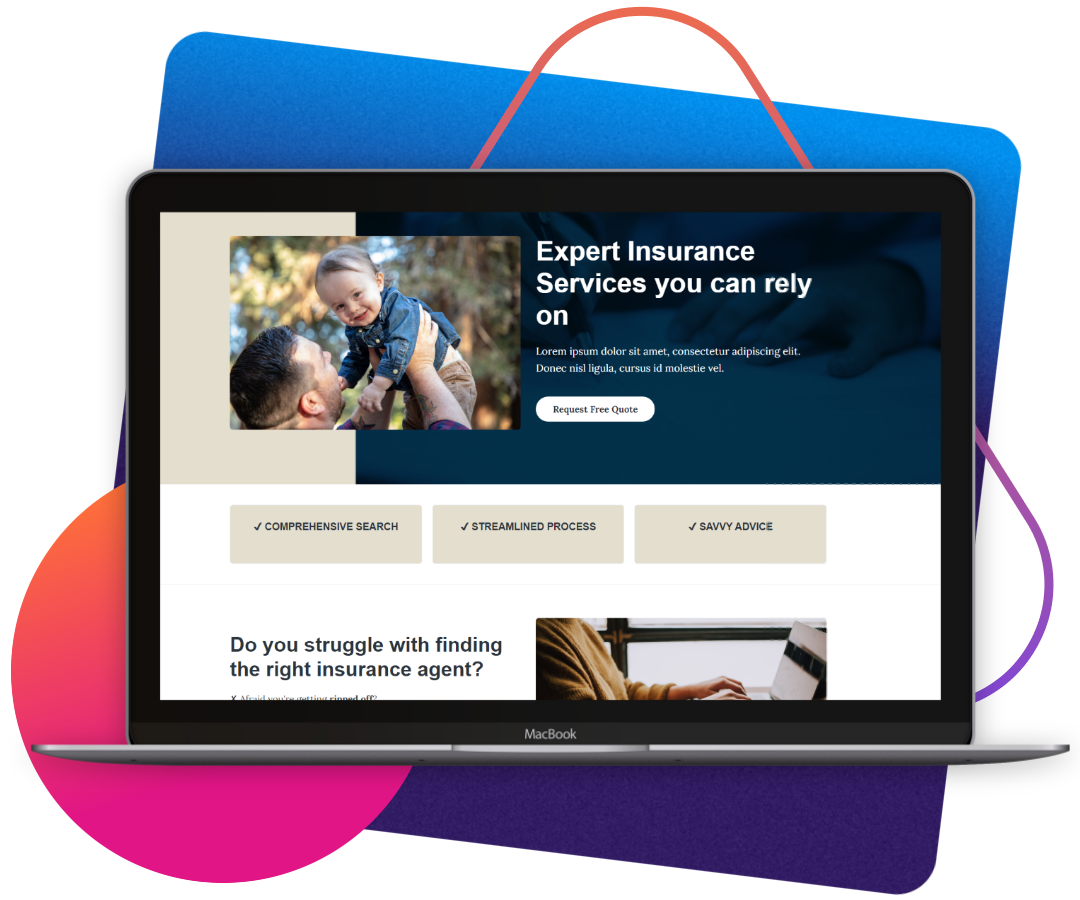 Expert Insurance
Services you can rely
on
Lorem ipsum dolor sit amet, consectetur adipiscing elit.
Donec nisl ligula, cursus id molestie vel.
Request Free Quote
✓ COMPREHENSIVE SEARCH
✓ STREAMLINED PROCESS
✓ SAVVY ADVICE
Do you struggle with finding
the right insurance agent?
✗ Afraid you're getting ripped off?
MacBook